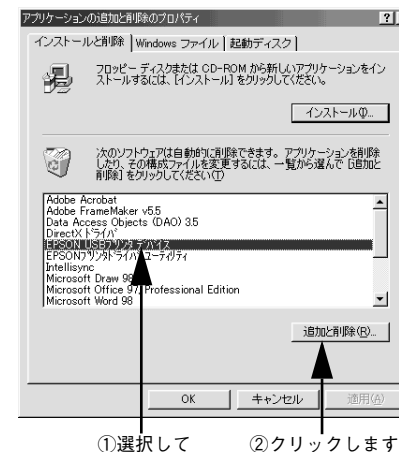 アプリケーションの追加と削除のプロパティ
?
インストールと削除
Windows ファイル
起動ディスク
フロッピー ディスクまたは CD-ROM から新しいアプリケーションをイン
ストールするには、[インストール] をクリックしてください。
インストール(I)...
次のソフトウェアは自動的に削除できます。アプリケーションを削除
したり、その構成ファイルを変更するには、一覧から選んで [追加と
削除] をクリックしてください(T)
Adobe Acrobat
Adobe FrameMaker v5.5
Data Access Objects (DAO) 3.5
DirectX ドライバ
EPSON USBプリンタデバイス
EPSONプリンタドライバ・ユーティリティ
Intellisync
Microsoft Draw 98
Microsoft Office 97, Professional Edition
Microsoft Word 98
追加と削除(R)...
OK
キャンセル
適用(A)
①選択して
②クリックします